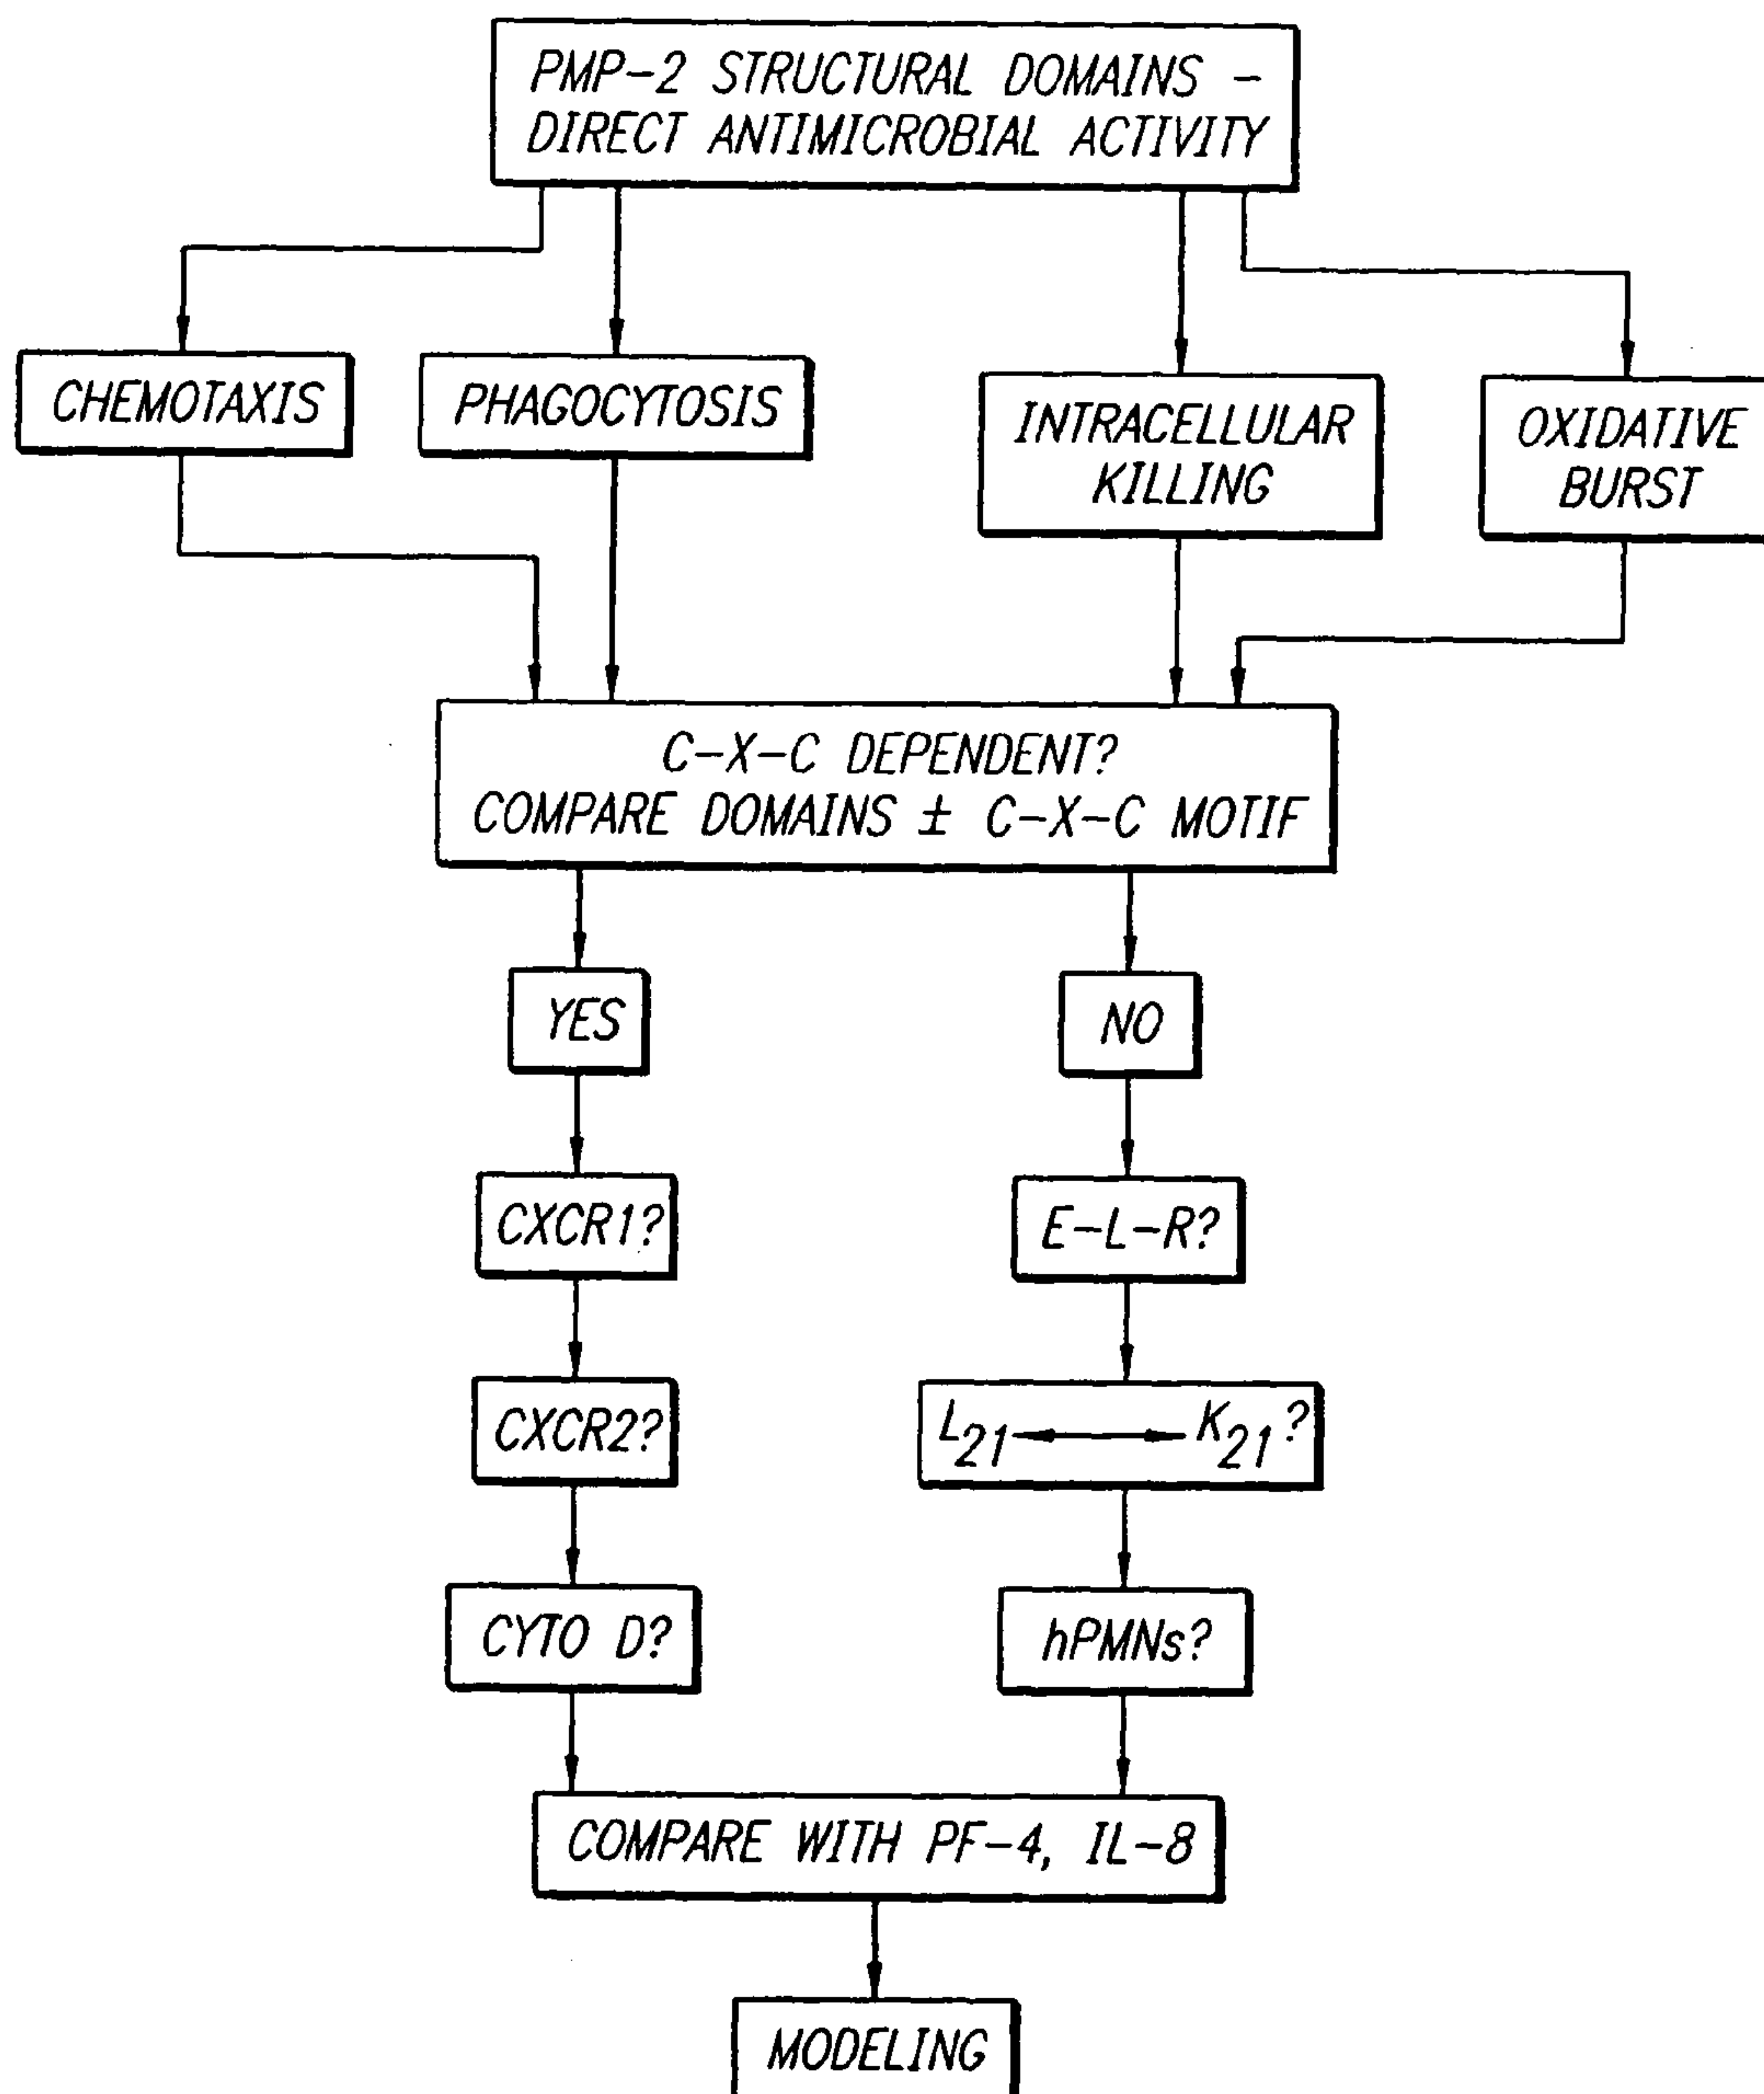 PMP-2 STRUCTURAL DOMAINS -
DIRECT ANTIMICROBIAL ACTIVITY
CHEMOTAXIS
PHAGOCYTOSIS
INTRACELLULAR
KILLING
OXIDATIVE
BURST
C-X-C DEPENDENT?
COMPARE DOMAINS ± C-X-C MOTIF
YES
NO
CXCR1?
E-L-R?
CXCR2?
L21 ↔ K21?
CYTO D?
hPMNs?
COMPARE WITH PF-4, IL-8
MODELING